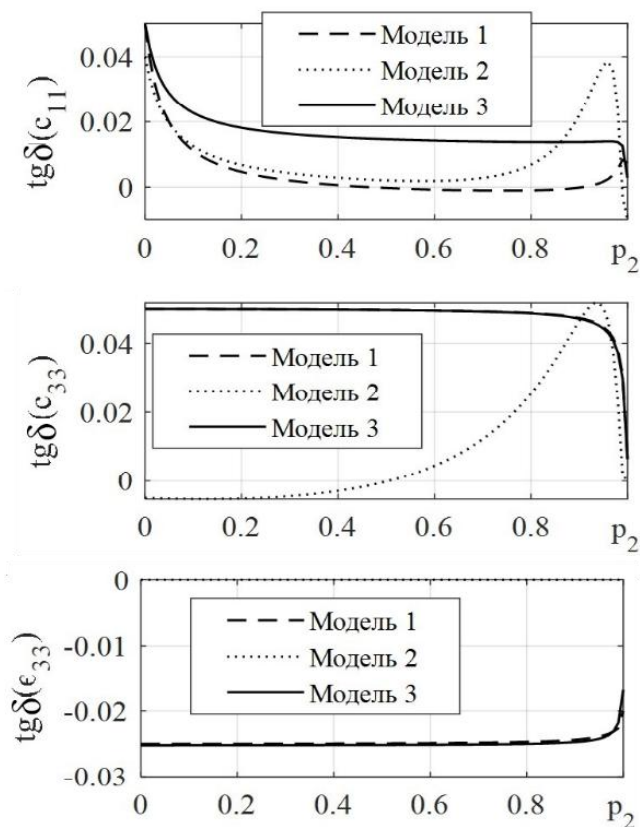 Модель 1
Модель 2
Модель 3
tgδ(c₁₁)
0.04
0.02
0
0 0.2 0.4 0.6 0.8 p₂
Модель 1
Модель 2
Модель 3
tgδ(c₃₃)
0.04
0.02
0
0 0.2 0.4 0.6 0.8 p₂
Модель 1
Модель 2
Модель 3
tgδ(ϵ₃₃)
0
-0.01
-0.02
-0.03
0 0.2 0.4 0.6 0.8 p₂